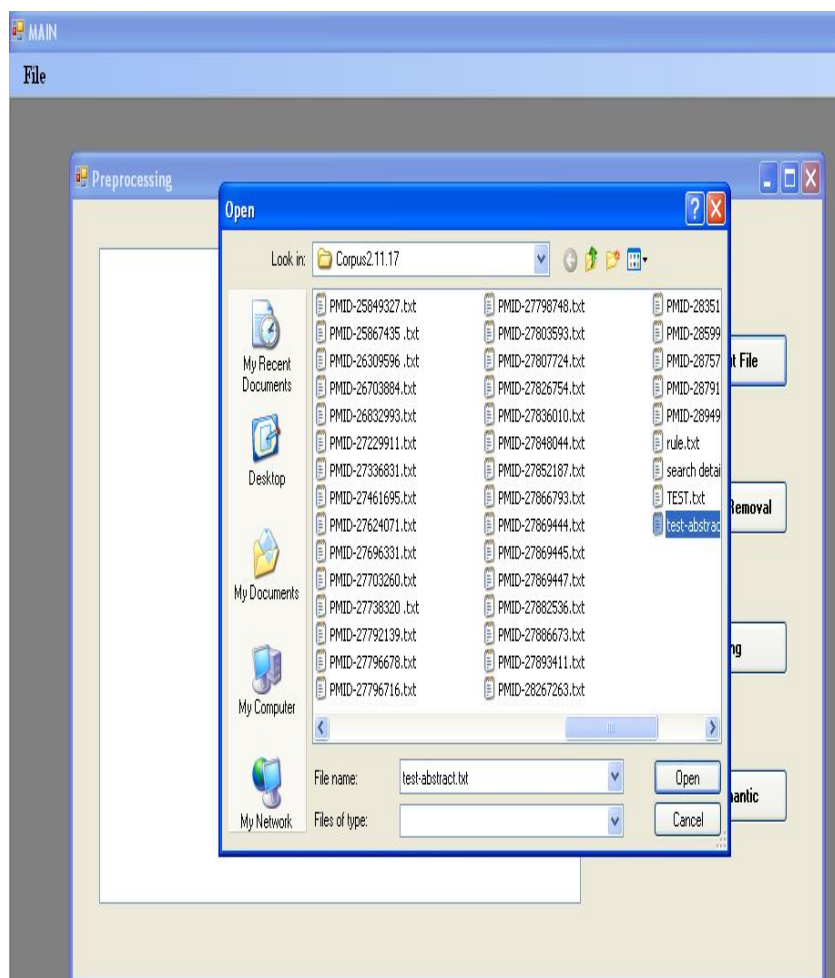 MAIN
File
Preprocessing
Open
Look in: Corpus2.11.17
My Recent Documents
Desktop
My Documents
My Computer
My Network
PMID-25849327.txt
PMID-25867435 .txt
PMID-26309596 .txt
PMID-26703884.txt
PMID-26832993.txt
PMID-27229911.txt
PMID-27336831.txt
PMID-27461695.txt
PMID-27624071.txt
PMID-27696331.txt
PMID-27703260.txt
PMID-27738320 .txt
PMID-27792139.txt
PMID-27796678.txt
PMID-27796716.txt
PMID-27798748.txt
PMID-27803593.txt
PMID-27807724.txt
PMID-27826754.txt
PMID-27836010.txt
PMID-27848044.txt
PMID-27852187.txt
PMID-27866793.txt
PMID-27869444.txt
PMID-27869445.txt
PMID-27869447.txt
PMID-27882536.txt
PMID-27886673.txt
PMID-27893411.txt
PMID-28267263.txt
PMID-28351
PMID-28599
PMID-28757
PMID-28791
PMID-28949
rule.txt
search detai
TEST.txt
test-abstrac
File name: test-abstract.txt
Open
Files of type:
Cancel
t File
Removal
ng
nantic